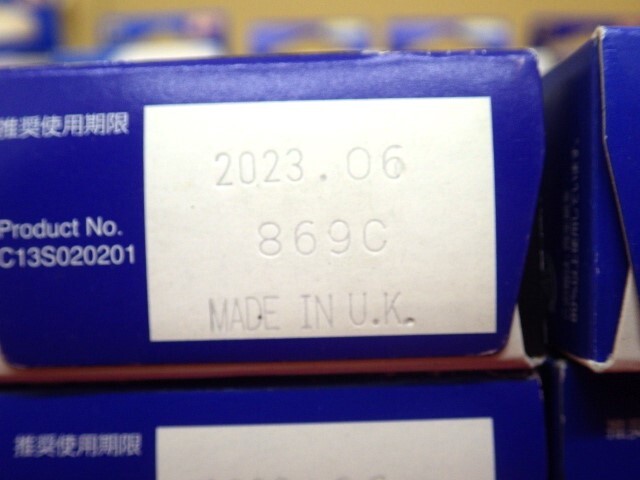 推奨使用期限
2023.06
Product No.
C13S020201
869C
MADE IN U.K.
推奨使用期限